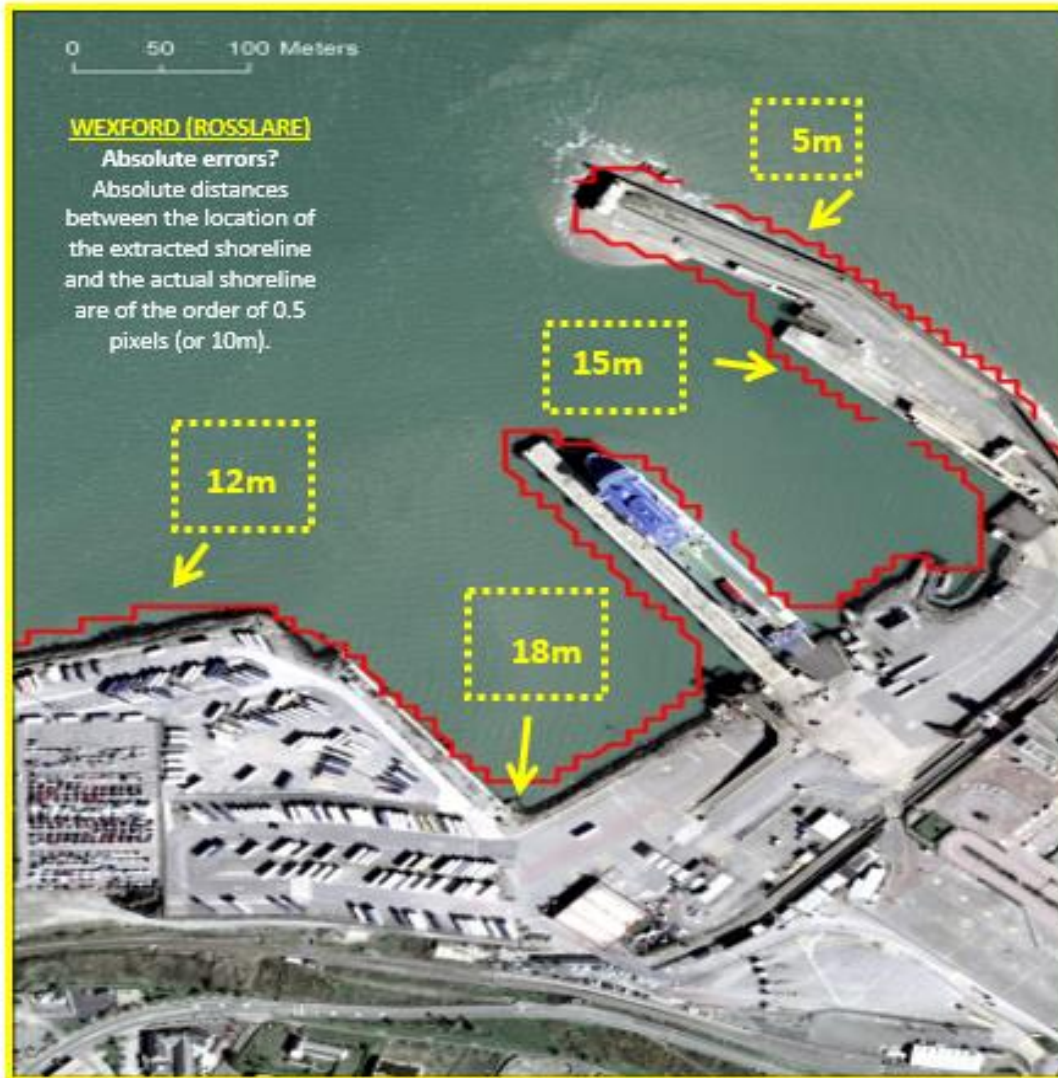 0 50 100 Meters
WEXFORD (ROSSLARE)
Absolute errors?
Absolute distances
between the location of
the extracted shoreline
and the actual shoreline
are of the order of 0.5
pixels (or 10m).
5m
15m
12m
18m